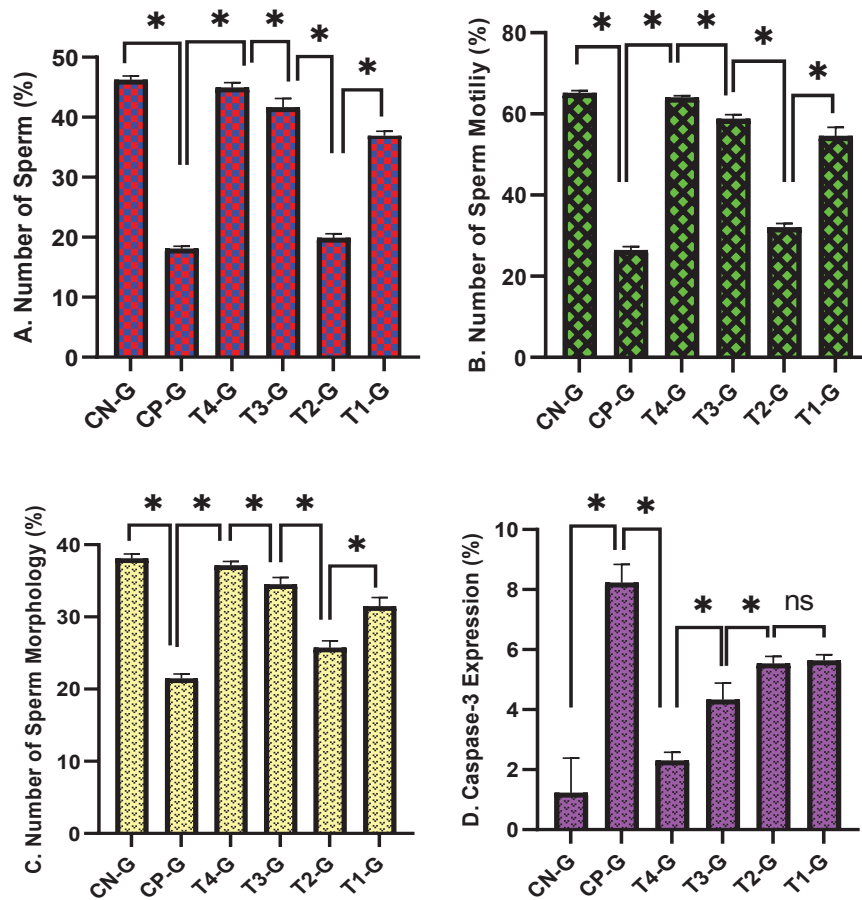 * * * * *
A. Number of Sperm (%)
50
40
30
20
10
0
CN-G CP-G T4-G T3-G T2-G T1-G
* * * * *
B. Number of Sperm Motiliy (%)
80
60
40
20
0
CN-G CP-G T4-G T3-G T2-G T1-G
* * * * *
C. Number of Sperm Morphology (%)
40
30
20
10
0
CN-G CP-G T4-G T3-G T2-G T1-G
* * * * ns
D. Caspase-3 Expression (%)
10
8
6
4
2
0
CN-G CP-G T4-G T3-G T2-G T1-G